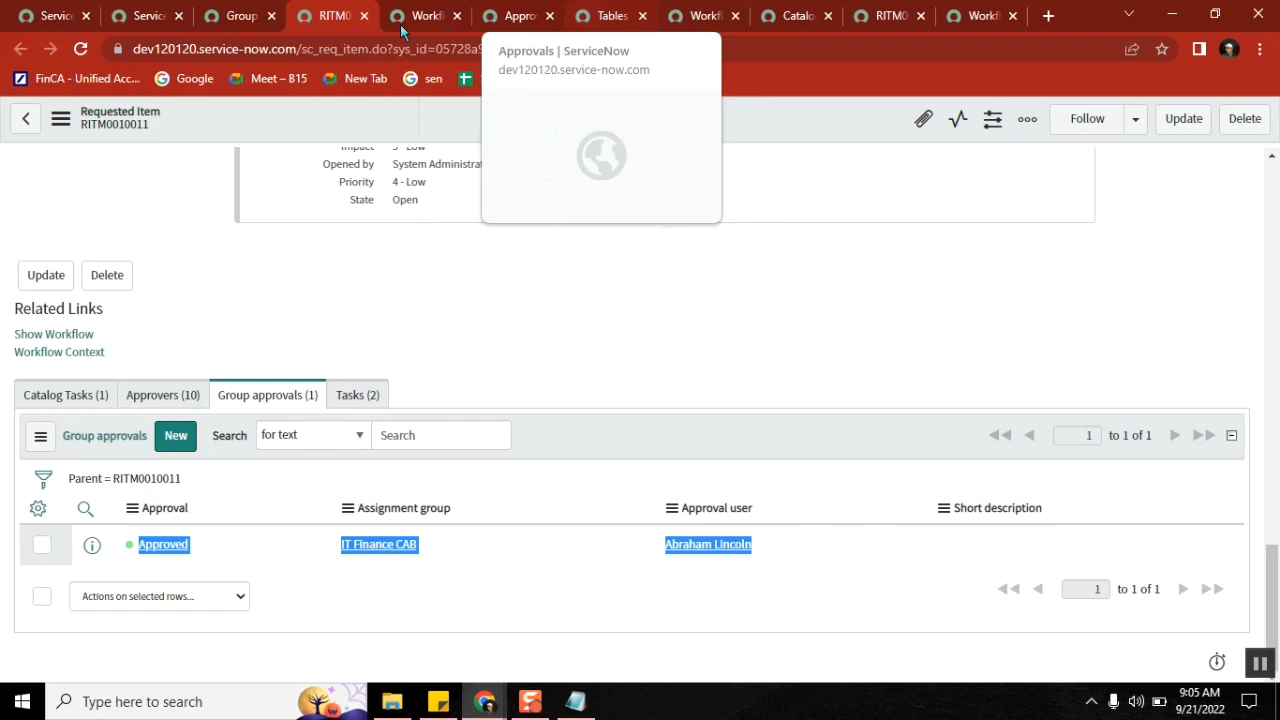 Servic
Servic
Group
RITM0
Workfl
Appro
Tables
Workfl
Catalo
RITM0
Workfl
Approvals | ServiceNow
dev120120.service-now.com
dev120120.service-now.com/sc_req_item.do?sys_id=05728a9
FinCA - Unified Acc...
Google
Meet – B15
New Tab
sen
Requested Item
RITM0010011
Follow
Update
Delete
Opened by System Administrat
Priority 4 - Low
State Open
Update
Delete
Related Links
Show Workflow
Workflow Context
Catalog Tasks (1)
Approvers (10)
Group approvals (1)
Tasks (2)
Group approvals
New
Search
for text
Search
1 to 1 of 1
Parent = RITM0010011
Approval
Assignment group
Approval user
Short description
Approved
IT Finance CAB
Abraham Lincoln
Actions on selected rows...
1 to 1 of 1
Type here to search
9:05 AM
9/21/2022